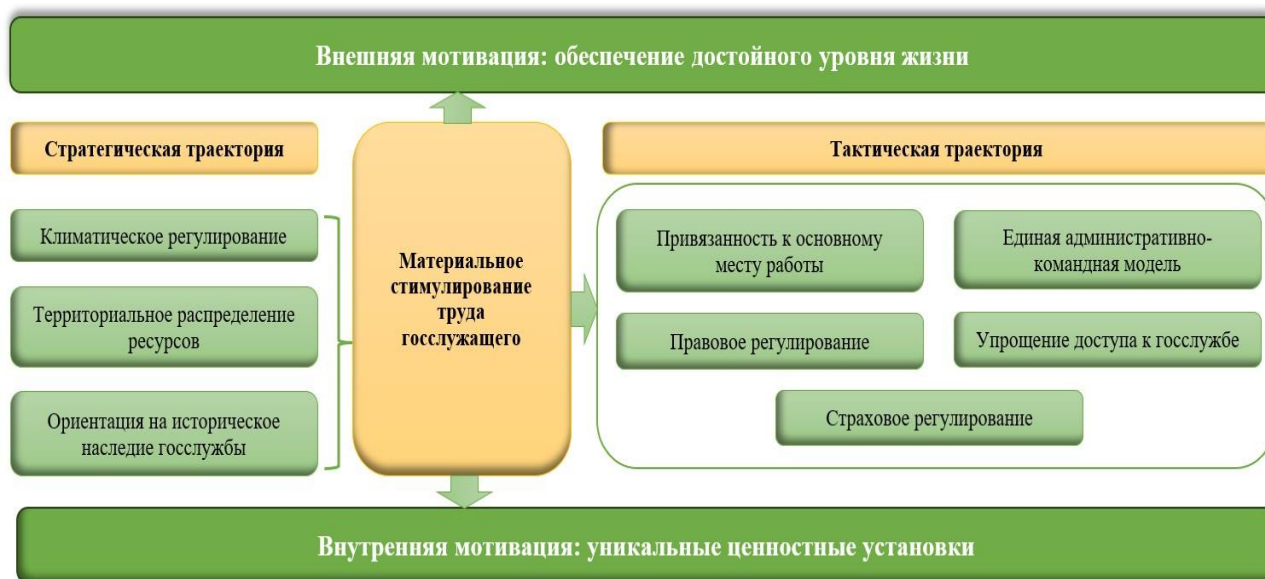 Внешняя мотивация: обеспечение достойного уровня жизни
Стратегическая траектория
Климатическое регулирование
Территориальное распределение
ресурсов
Ориентация на историческое
наследие госслужбы
Материальное
стимулирование
труда
госслужащего
Тактическая траектория
Привязанность к основному
месту работы
Единая административно-
командная модель
Правовое регулирование
Упрощение доступа к госслужбе
Страховое регулирование
Внутренняя мотивация: уникальные ценностные установки